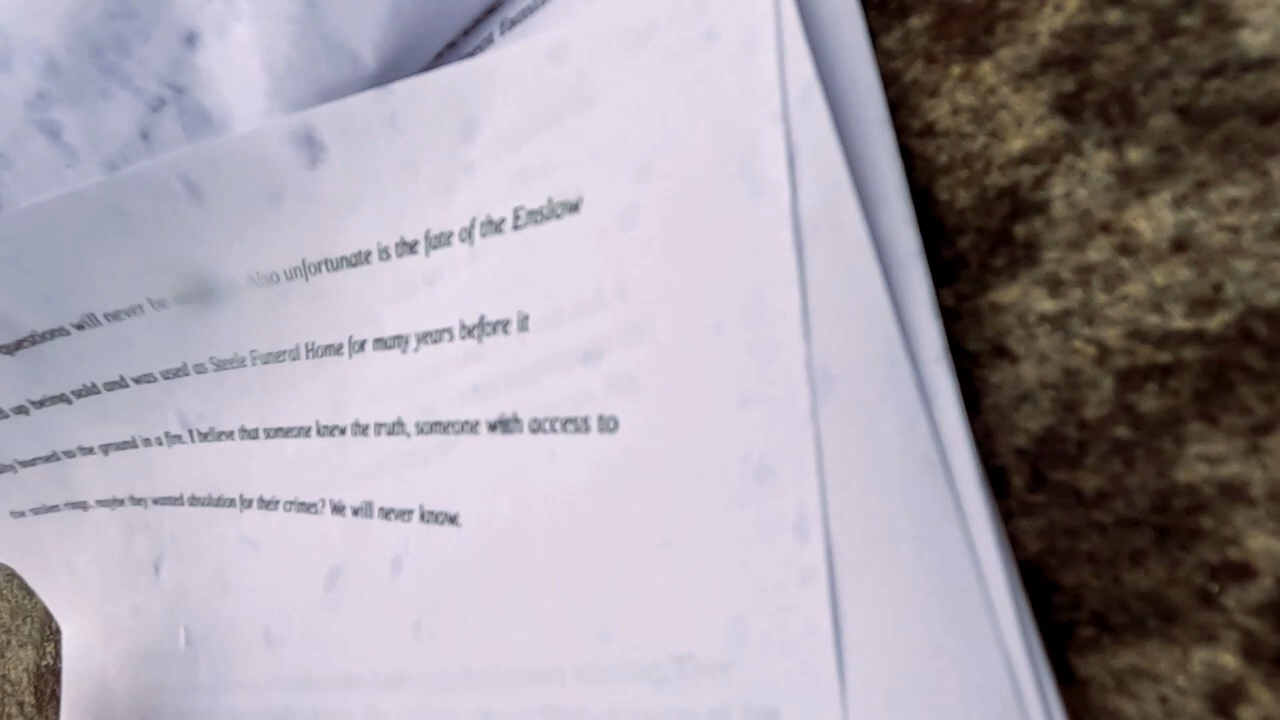 questions will never be Also unfortunate is the fate of the Enslow
up being sold and was used as Steele Funeral Home for many years before it
burned to the ground in a fire. I believe that someone knew the truth, someone with access to
maybe they wanted absolution for their crimes? We will never know.